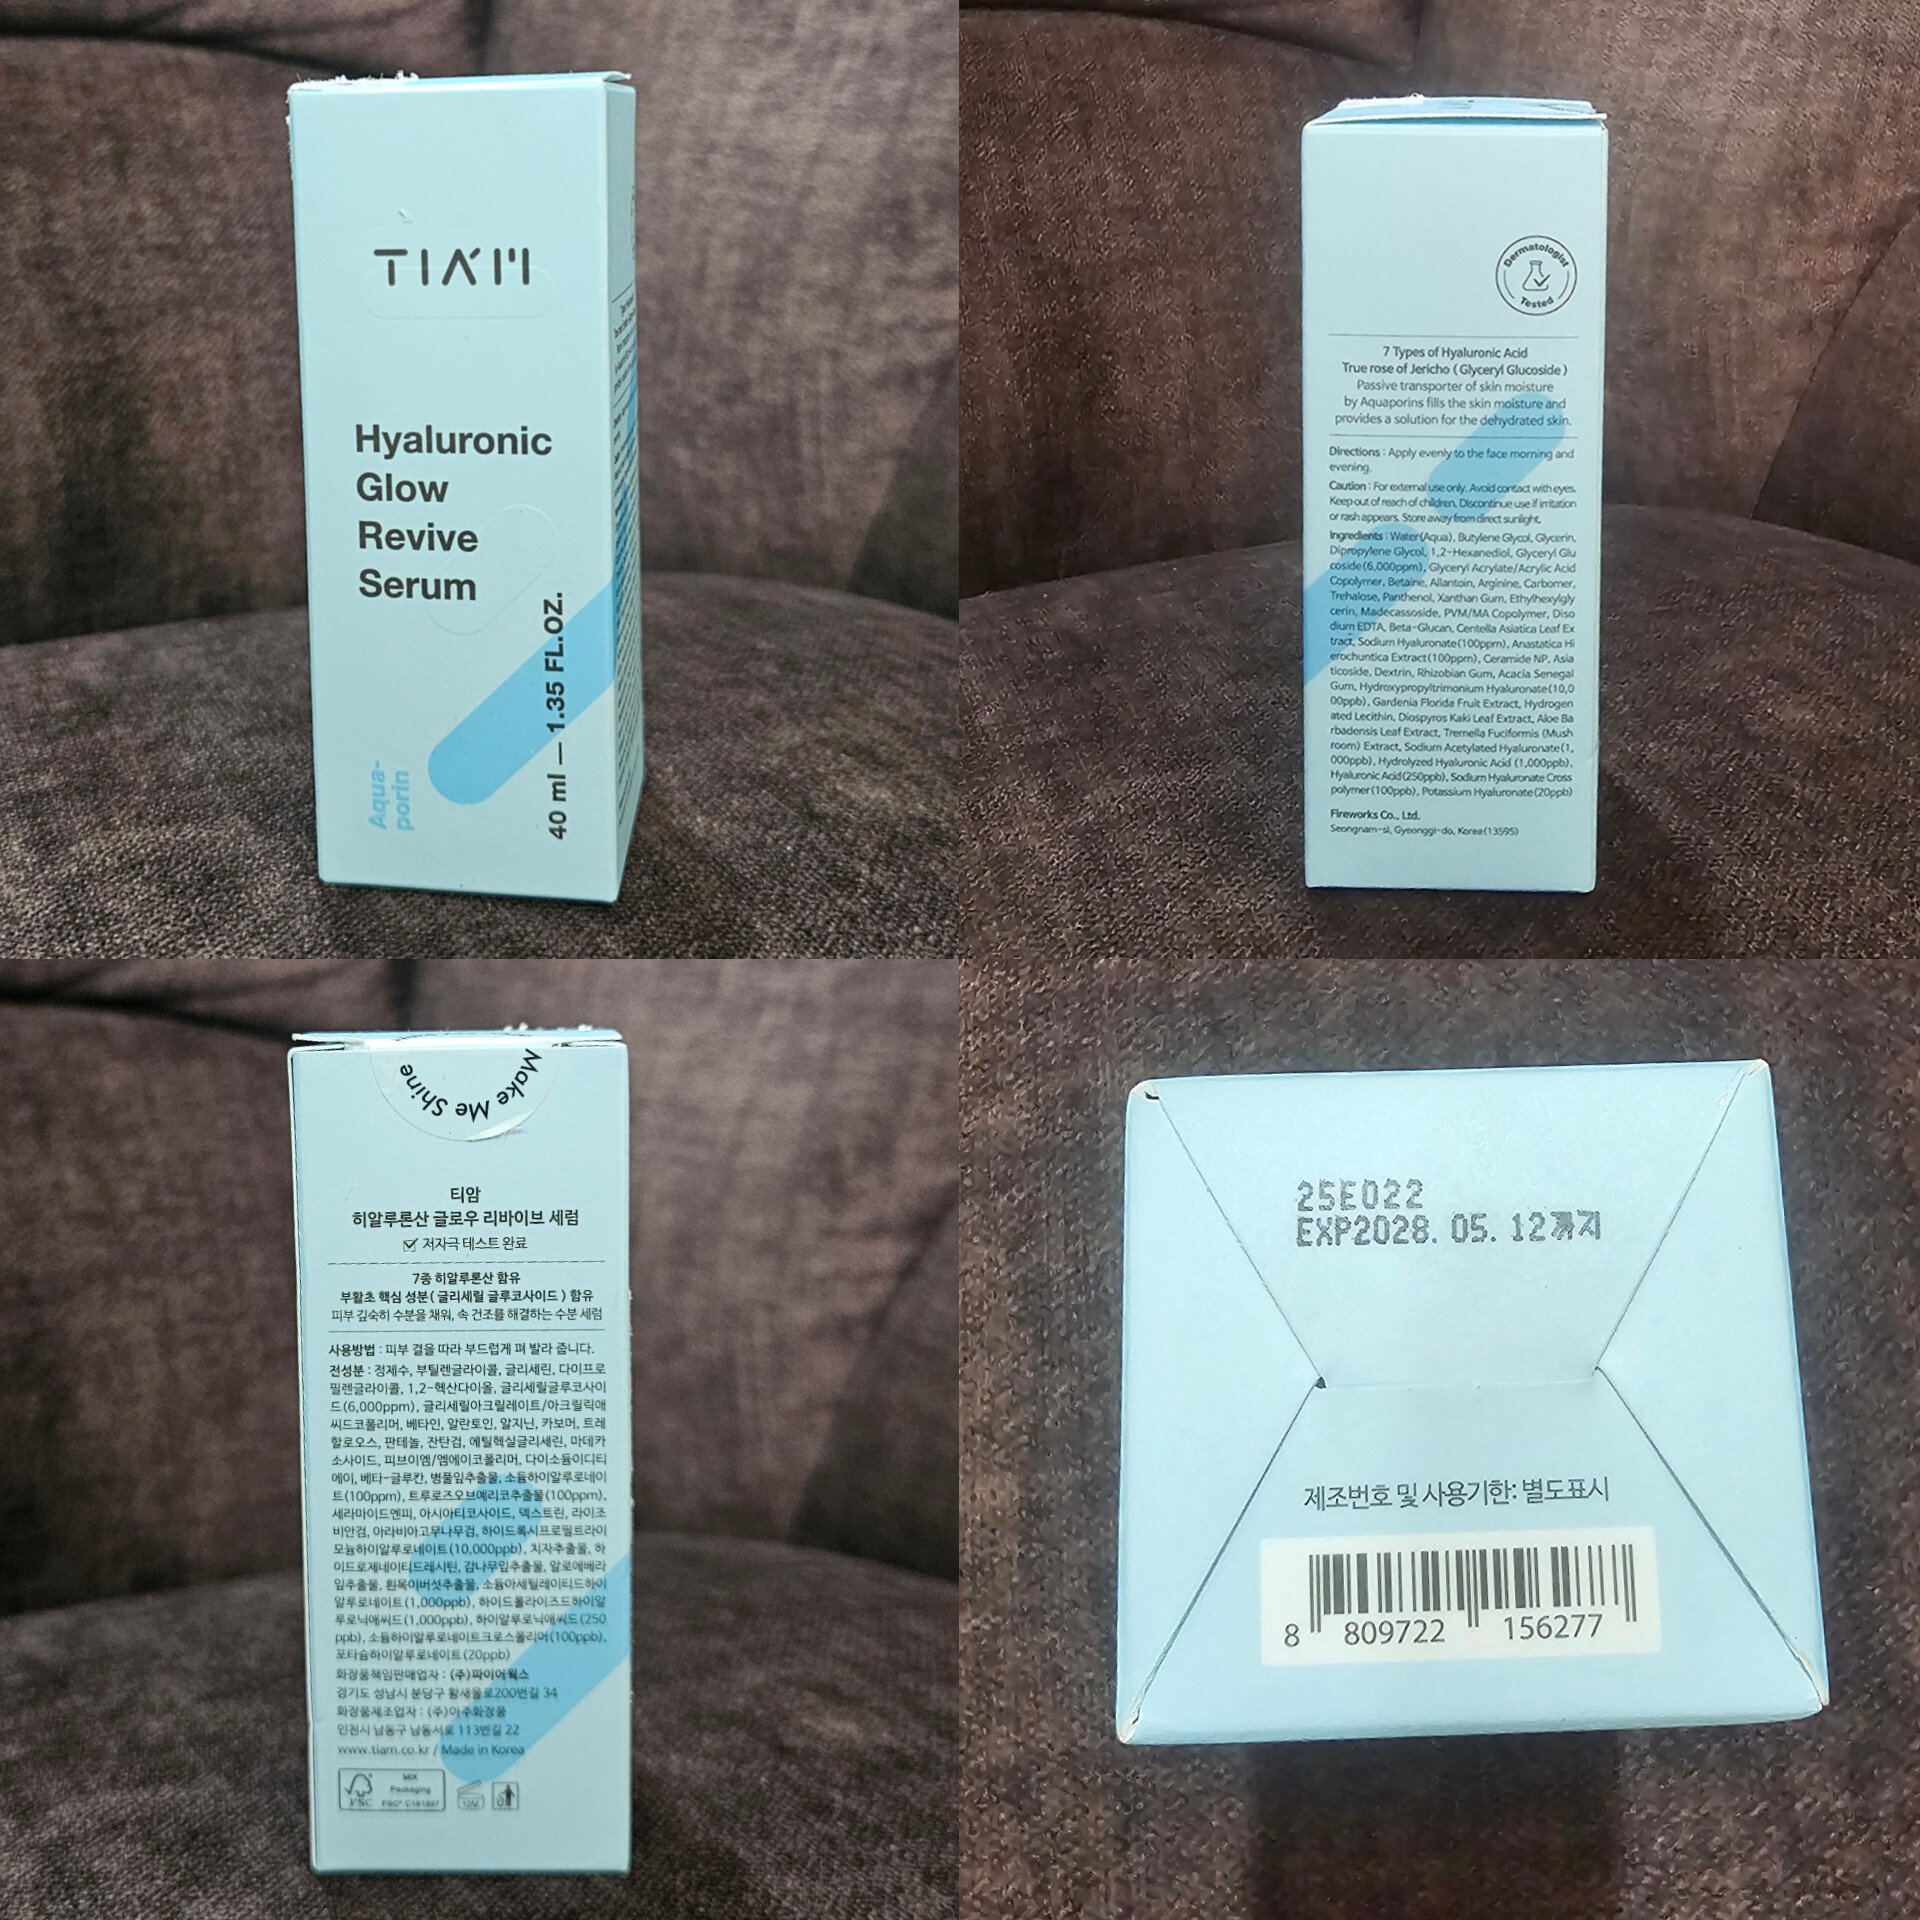 TIAM
Hyaluronic
Glow
Revive
Serum
40 ml — 1.35 FL.OZ.
Aqua-
porin
Dermatologist
Tested
7 Types of Hyaluronic Acid
True rose of Jericho ( Glyceryl Glucoside )
Passive transporter of skin moisture
by Aquaporins fills the skin moisture and
provides a solution for the dehydrated skin.
Directions : Apply evenly to the face morning and
evening.
Caution : For external use only. Avoid contact with eyes.
Keep out of reach of children. Discontinue use if irritation
or rash appears. Store away from direct sunlight.
Ingredients : Water(Aqua), Butylene Glycol, Glycerin,
Dipropylene Glycol, 1,2-Hexanediol, Glyceryl Glu
coside(6,000ppm), Glyceryl Acrylate/Acrylic Acid
Copolymer, Betaine, Allantoin, Arginine, Carbomer,
Trehalose, Panthenol, Xanthan Gum, Ethylhexylgly
cerin, Madecassoside, PVM/MA Copolymer, Diso
dium EDTA, Beta-Glucan, Centella Asiatica Leaf Ex
tract, Sodium Hyaluronate(100ppm), Anastatica Hi
erochuntica Extract(100ppm), Ceramide NP, Asia
ticoside, Dextrin, Rhizobian Gum, Acacia Senegal
Gum, Hydroxypropyltrimonium Hyaluronate(10,0
00ppb), Gardenia Florida Fruit Extract, Hydrogen
ated Lecithin, Diospyros Kaki Leaf Extract, Aloe Ba
rbadensis Leaf Extract, Tremella Fuciformis (Mush
room) Extract, Sodium Acetylated Hyaluronate(1,
000ppb), Hydrolyzed Hyaluronic Acid (1,000ppb),
Hyaluronic Acid(250ppb), Sodium Hyaluronate Cross
polymer(100ppb), Potassium Hyaluronate(20ppb)
Fireworks Co., Ltd.
Seongnam-si, Gyeonggi-do, Korea(13595)
Make Me Shine
티암
히알루론산 글로우 리바이브 세럼
저자극 테스트 완료
7종 히알루론산 함유
부활초 핵심 성분( 글리세릴 글루코사이드 ) 함유
피부 깊숙히 수분을 채워, 속 건조를 해결하는 수분 세럼
사용방법 : 피부 결을 따라 부드럽게 펴 발라 줍니다.
전성분 : 정제수, 부틸렌글라이콜, 글리세린, 다이프로
필렌글라이콜, 1,2-헥산다이올, 글리세릴글루코사이
드(6,000ppm), 글리세릴아크릴레이트/아크릴릭애
씨드코폴리머, 베타인, 알란토인, 알지닌, 카보머, 트레
할로오스, 판테놀, 잔탄검, 에틸헥실글리세린, 마데카
소사이드, 피브이엠/엠에이코폴리머, 다이소듐이디티
에이, 베타-글루칸, 병풀잎추출물, 소듐하이알루로네이
트(100ppm), 트루로즈오브예리코추출물(100ppm),
세라마이드엔피, 아시아티코사이드, 덱스트린, 라이조
비안검, 아라비아고무나무검, 하이드록시프로필트라이
모늄하이알루로네이트(10,000ppb), 치자추출물, 하
이드로제네이티드레시틴, 감나무잎추출물, 알로에베라
잎추출물, 흰목이버섯추출물, 소듐아세틸레이티드하이
알루로네이트(1,000ppb), 하이드롤라이즈드하이알
루로닉애씨드(1,000ppb), 하이알루로닉애씨드(250
ppb), 소듐하이알루로네이트크로스폴리머(100ppb),
포타슘하이알루로네이트(20ppb)
화장품책임판매업자 : (주)파이어웍스
경기도 성남시 분당구 황새울로200번길 34
화장품제조업자 : (주)아주화장품
인천시 남동구 남동서로 113번길 22
www.tiam.co.kr / Made in Korea
FSC
MIX
Packaging
12M
25E022
EXP2028. 05. 12까지
제조번호 및 사용기한: 별도표시
8 809722 156277